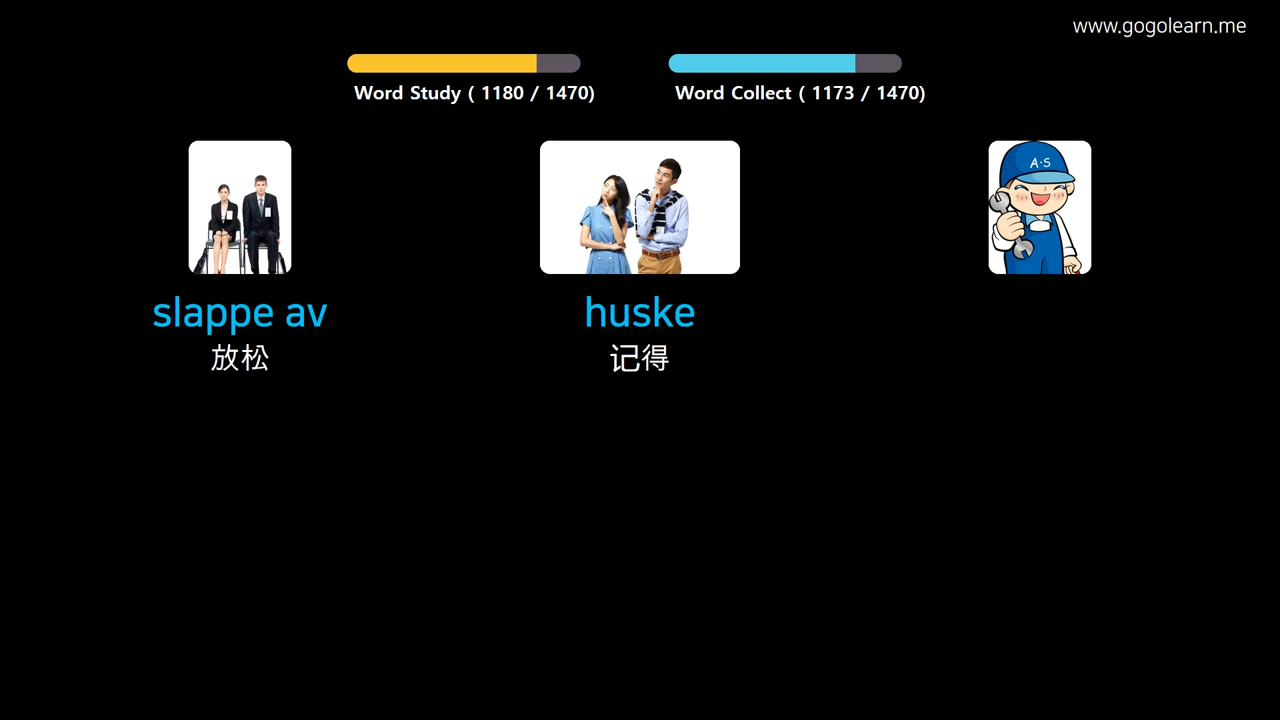 www.gogolearn.me
Word Study ( 1180 / 1470)
Word Collect ( 1173 / 1470)
A·S
slappe av
huske
放松
记得